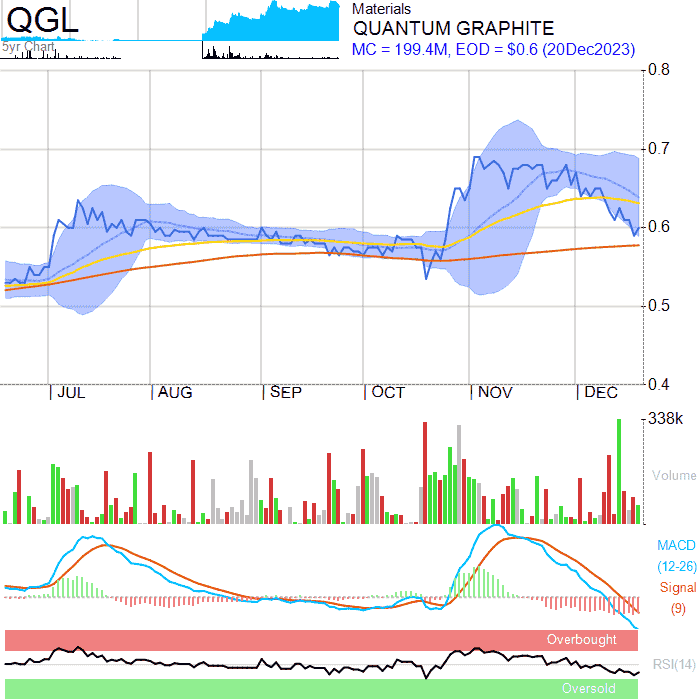 QGL
5yr Chart
Materials
QUANTUM GRAPHITE
MC = 199.4M, EOD = $0.6 (20Dec2023)
0.8
0.7
0.6
0.5
0.4
JUL AUG SEP OCT NOV DEC
338k
Volume
MACD
(12-26)
Signal
(9)
Overbought
RSI(14)
Oversold